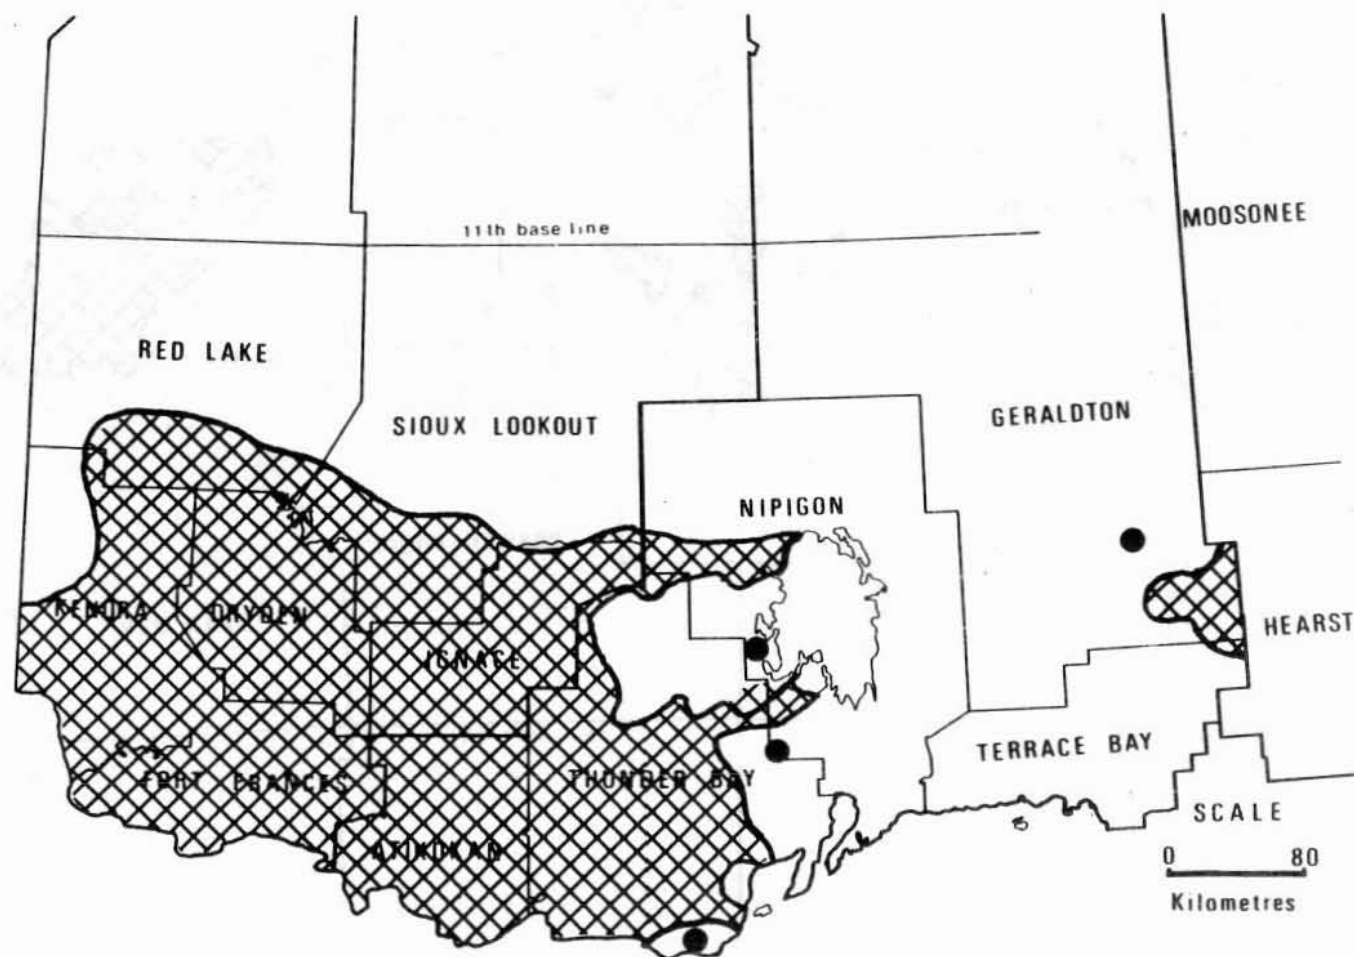 11th base line
MOOSONEE
RED LAKE
SIOUX LOOKOUT
GERALDTON
NIPIGON
KENORA
DRYDEN
IGNACE
HEARST
FORT FRANCES
THUNDER BAY
TERRACE BAY
ATIKOKAN
SCALE
0 80
Kilometres